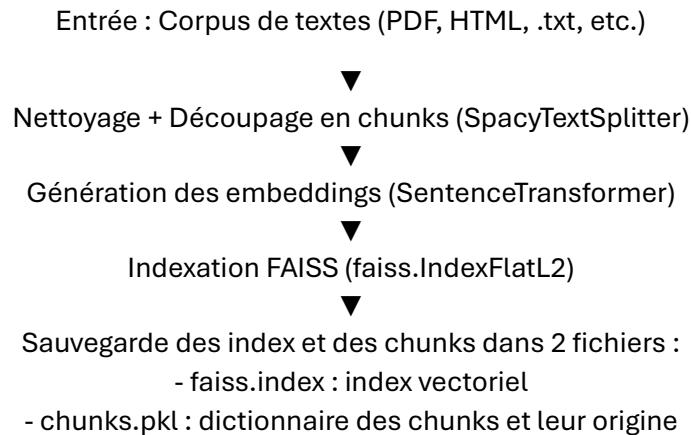 Entrée : Corpus de textes (PDF, HTML, .txt, etc.)
▼
Nettoyage + Découpage en chunks (SpacyTextSplitter)
▼
Génération des embeddings (SentenceTransformer)
▼
Indexation FAISS (faiss.IndexFlatL2)
▼
Sauvegarde des index et des chunks dans 2 fichiers :
- faiss.index : index vectoriel
- chunks.pkl : dictionnaire des chunks et leur origine